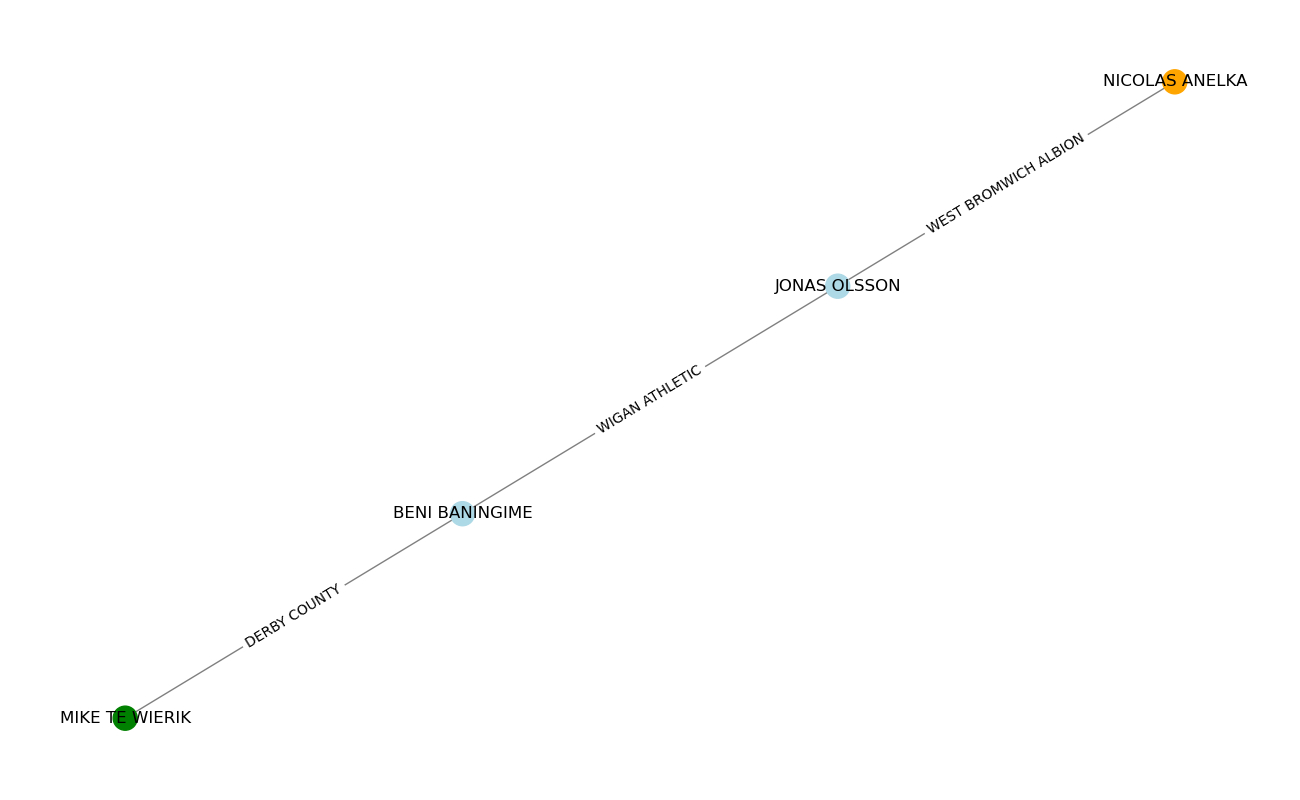 NICOLAS ANELKA
WEST BROMWICH ALBION
JONAS OLSSON
WIGAN ATHLETIC
BENI BANINGIME
DERBY COUNTY
MIKE TE WIERIK